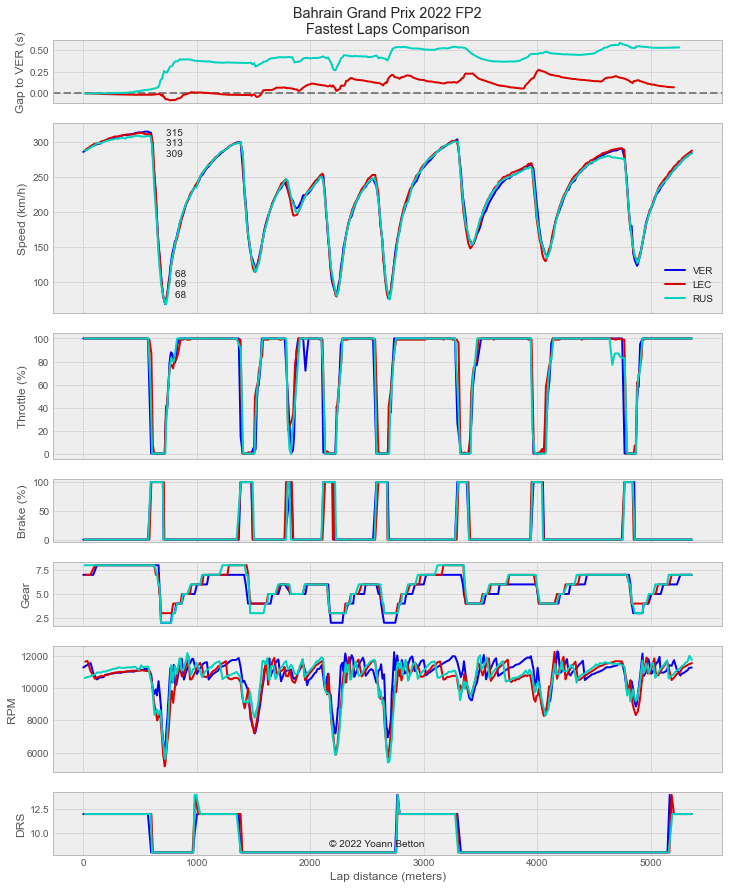 Bahrain Grand Prix 2022 FP2
Fastest Laps Comparison
Gap to VER (s)
0.50
0.25
0.00
Speed (km/h)
300
250
200
150
100
315
313
309
68
69
68
VER
LEC
RUS
Throttle (%)
100
80
60
40
20
0
Brake (%)
100
50
0
Gear
7.5
5.0
2.5
RPM
12000
10000
8000
6000
DRS
12.5
10.0
© 2022 Yoann Betton
0
1000
2000
3000
4000
5000
Lap distance (meters)